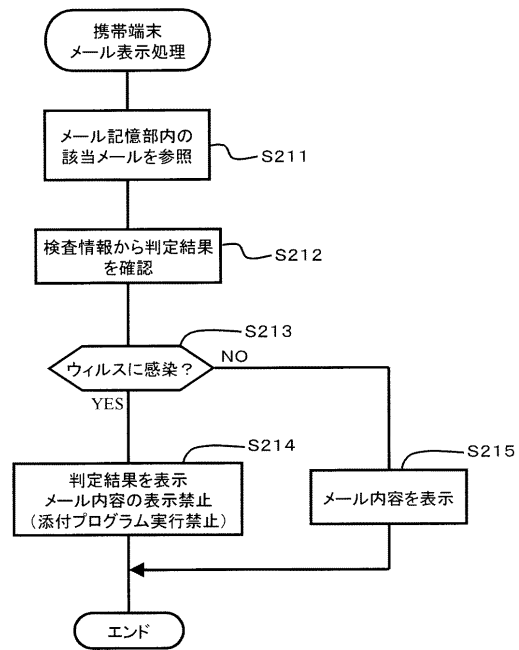 携帯端末
メール表示処理
メール記憶部内の
該当メールを参照
S211
検査情報から判定結果
を確認
S212
S213
ウィルスに感染?
NO
YES
S214
判定結果を表示
メール内容の表示禁止
(添付プログラム実行禁止)
S215
メール内容を表示
エンド